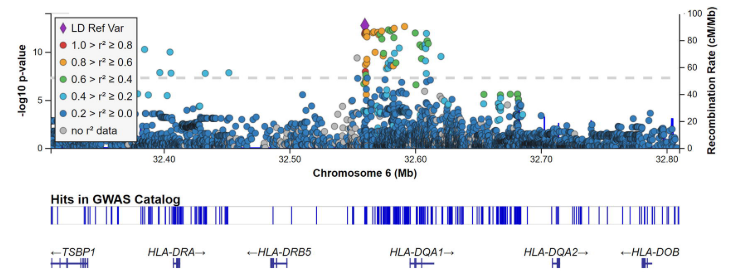 LD Ref Var
1.0 > r² ≥ 0.8
0.8 > r² ≥ 0.6
0.6 > r² ≥ 0.4
0.4 > r² ≥ 0.2
0.2 > r² ≥ 0.0
no r² data
-log10 p-value
10
5
0
100
80
60
40
20
0
Recombination Rate (cM/Mb)
32.40 32.50 32.60 32.70 32.80
Chromosome 6 (Mb)
Hits in GWAS Catalog
←TSBP1 HLA-DRA→ ←HLA-DRB5 HLA-DQA1→ HLA-DQA2→ ←HLA-DOB